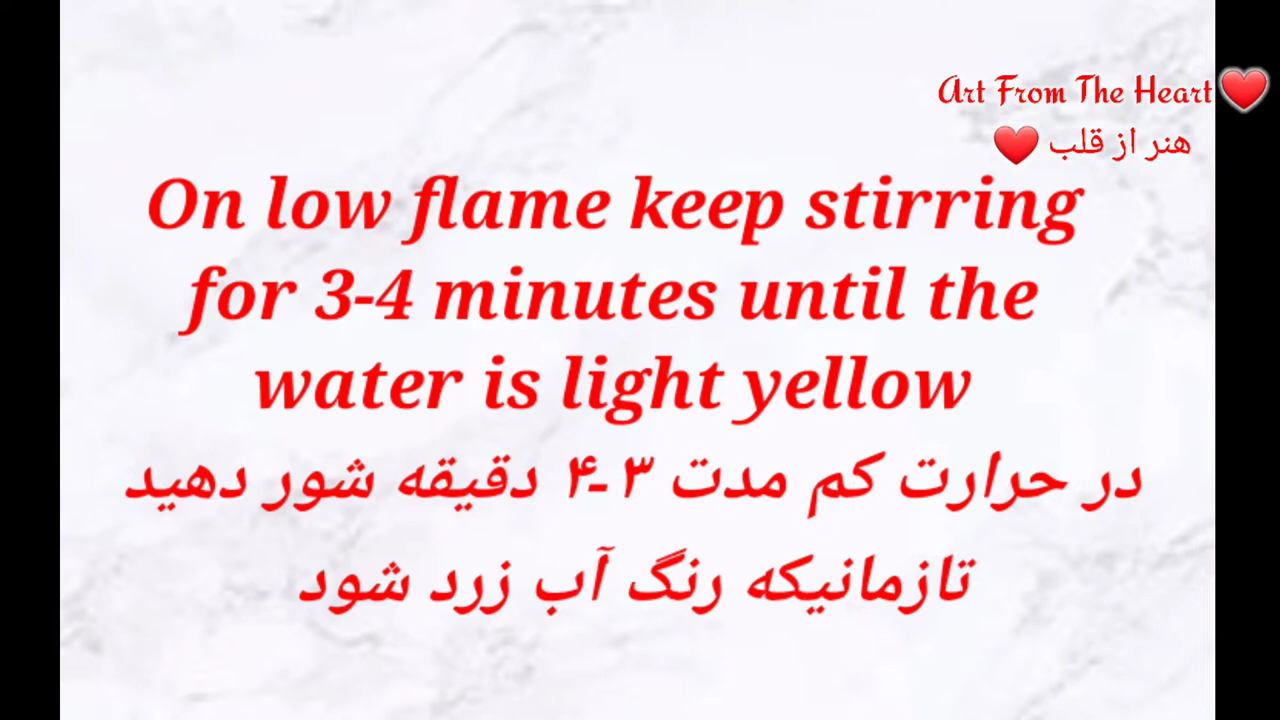 Art From The Heart❤️
هنر از قلب ❤️
On low flame keep stirring
for 3-4 minutes until the
water is light yellow
در حرارت کم مدت ۳-۴ دقیقه شور دهید
تازمانیکه رنگ آب زرد شود